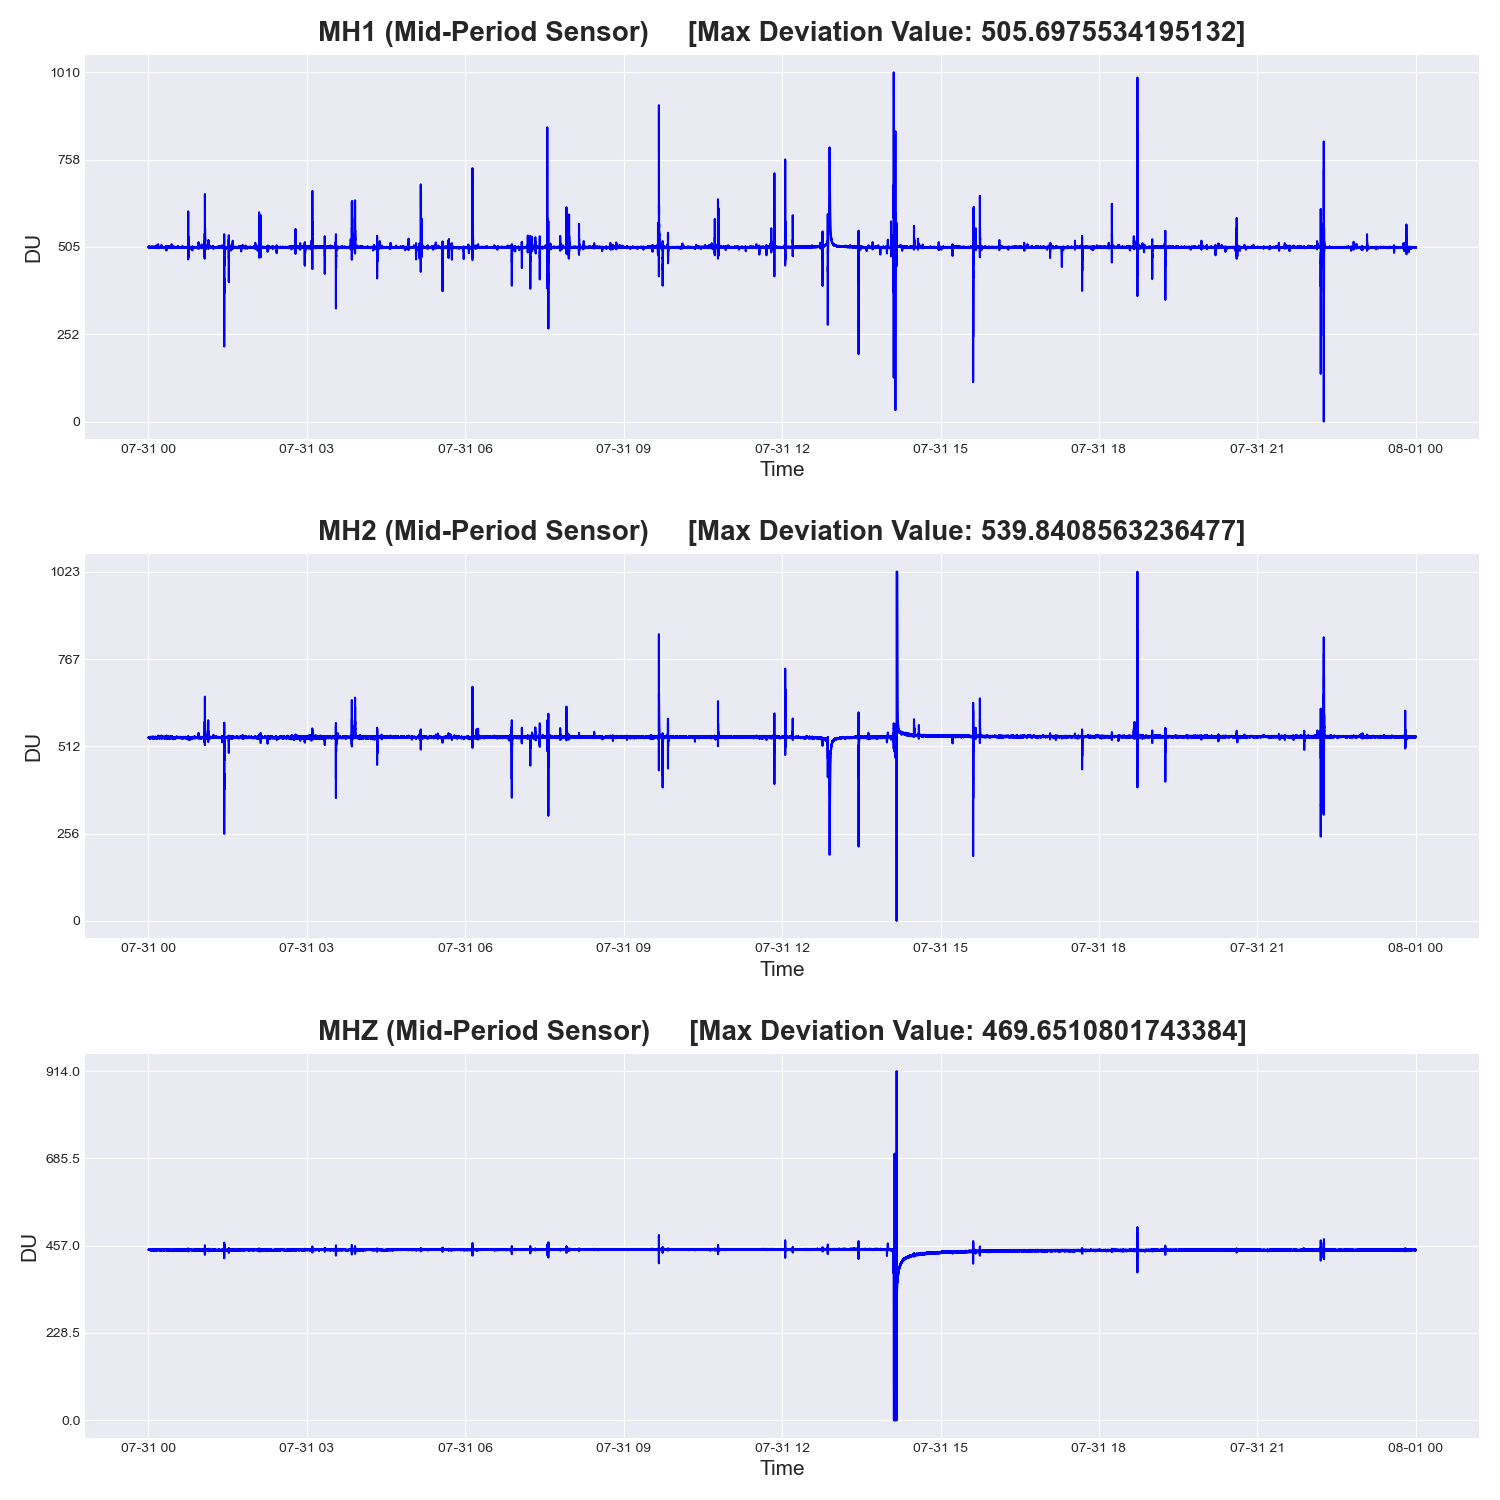 MH1 (Mid-Period Sensor) [Max Deviation Value: 505.6975534195132]
1010
758
505
252
0
DU
07-31 00 07-31 03 07-31 06 07-31 09 07-31 12 07-31 15 07-31 18 07-31 21 08-01 00
Time
MH2 (Mid-Period Sensor) [Max Deviation Value: 539.8408563236477]
1023
767
512
256
0
DU
07-31 00 07-31 03 07-31 06 07-31 09 07-31 12 07-31 15 07-31 18 07-31 21 08-01 00
Time
MHZ (Mid-Period Sensor) [Max Deviation Value: 469.6510801743384]
914.0
685.5
457.0
228.5
0.0
DU
07-31 00 07-31 03 07-31 06 07-31 09 07-31 12 07-31 15 07-31 18 07-31 21 08-01 00
Time